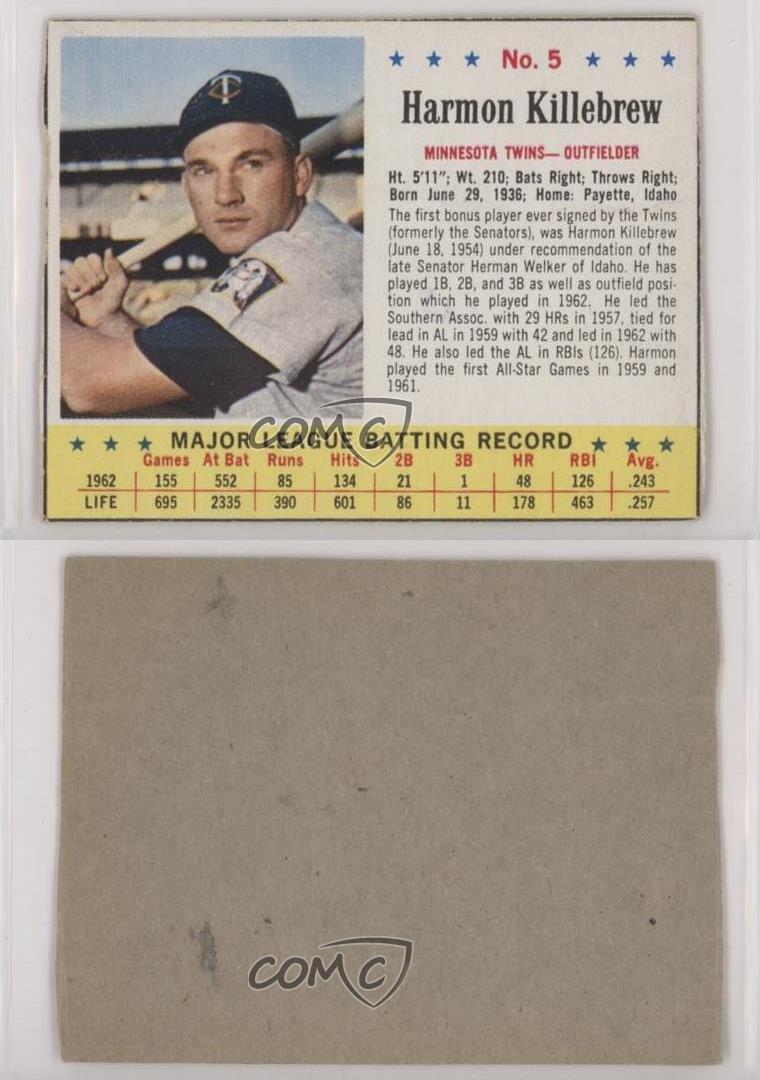 No. 5
Harmon Killebrew
MINNESOTA TWINS— OUTFIELDER
Ht. 5'11"; Wt. 210; Bats Right; Throws Right;
Born June 29, 1936; Home: Payette, Idaho
The first bonus player ever signed by the Twins
(formerly the Senators), was Harmon Killebrew
(June 18, 1954) under recommendation of the
late Senator Herman Welker of Idaho. He has
played 1B, 2B, and 3B as well as outfield posi-
tion which he played in 1962. He led the
Southern Assoc. with 29 HRs in 1957, tied for
lead in AL in 1959 with 42 and led in 1962 with
48. He also led the AL in RBIs (126). Harmon
played the first All-Star Games in 1959 and
1961.
MAJOR LEAGUE BATTING RECORD
Games At Bat Runs Hits 2B 3B HR RBI Avg.
1962 155 552 85 134 21 1 48 126 .243
LIFE 695 2335 390 601 86 11 178 463 .257
TC
COMC
COMC